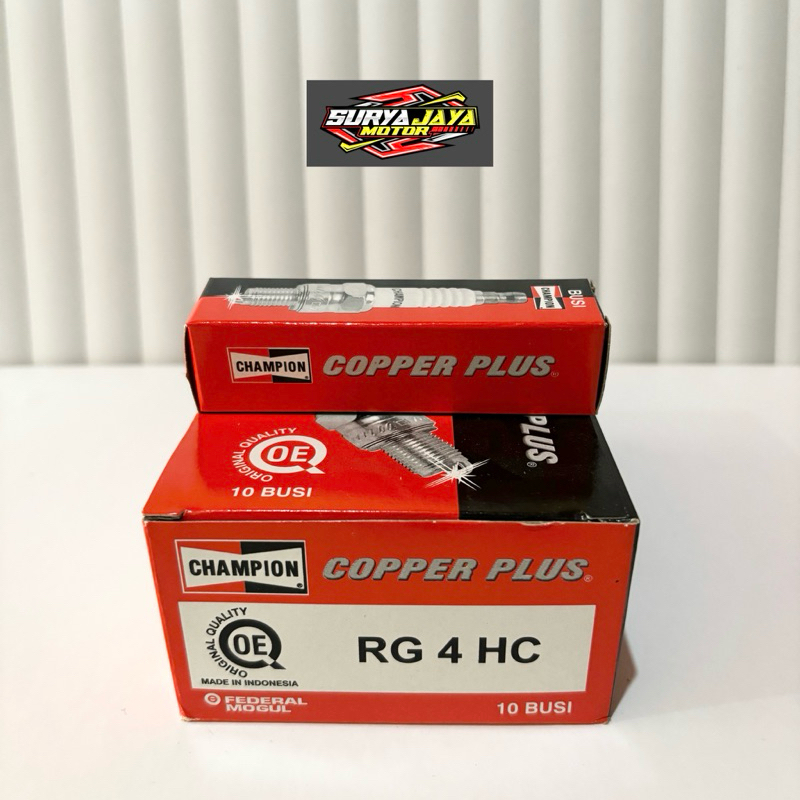 SURYA JAYA
MOTOR
CHAMPION
BUSI
CHAMPION
COPPER PLUS
ORIGINAL QUALITY
OE
10 BUSI
PLUS
CHAMPION
COPPER PLUS
ORIGINAL QUALITY
OE
MADE IN INDONESIA
RG 4 HC
FEDERAL
MOGUL
10 BUSI